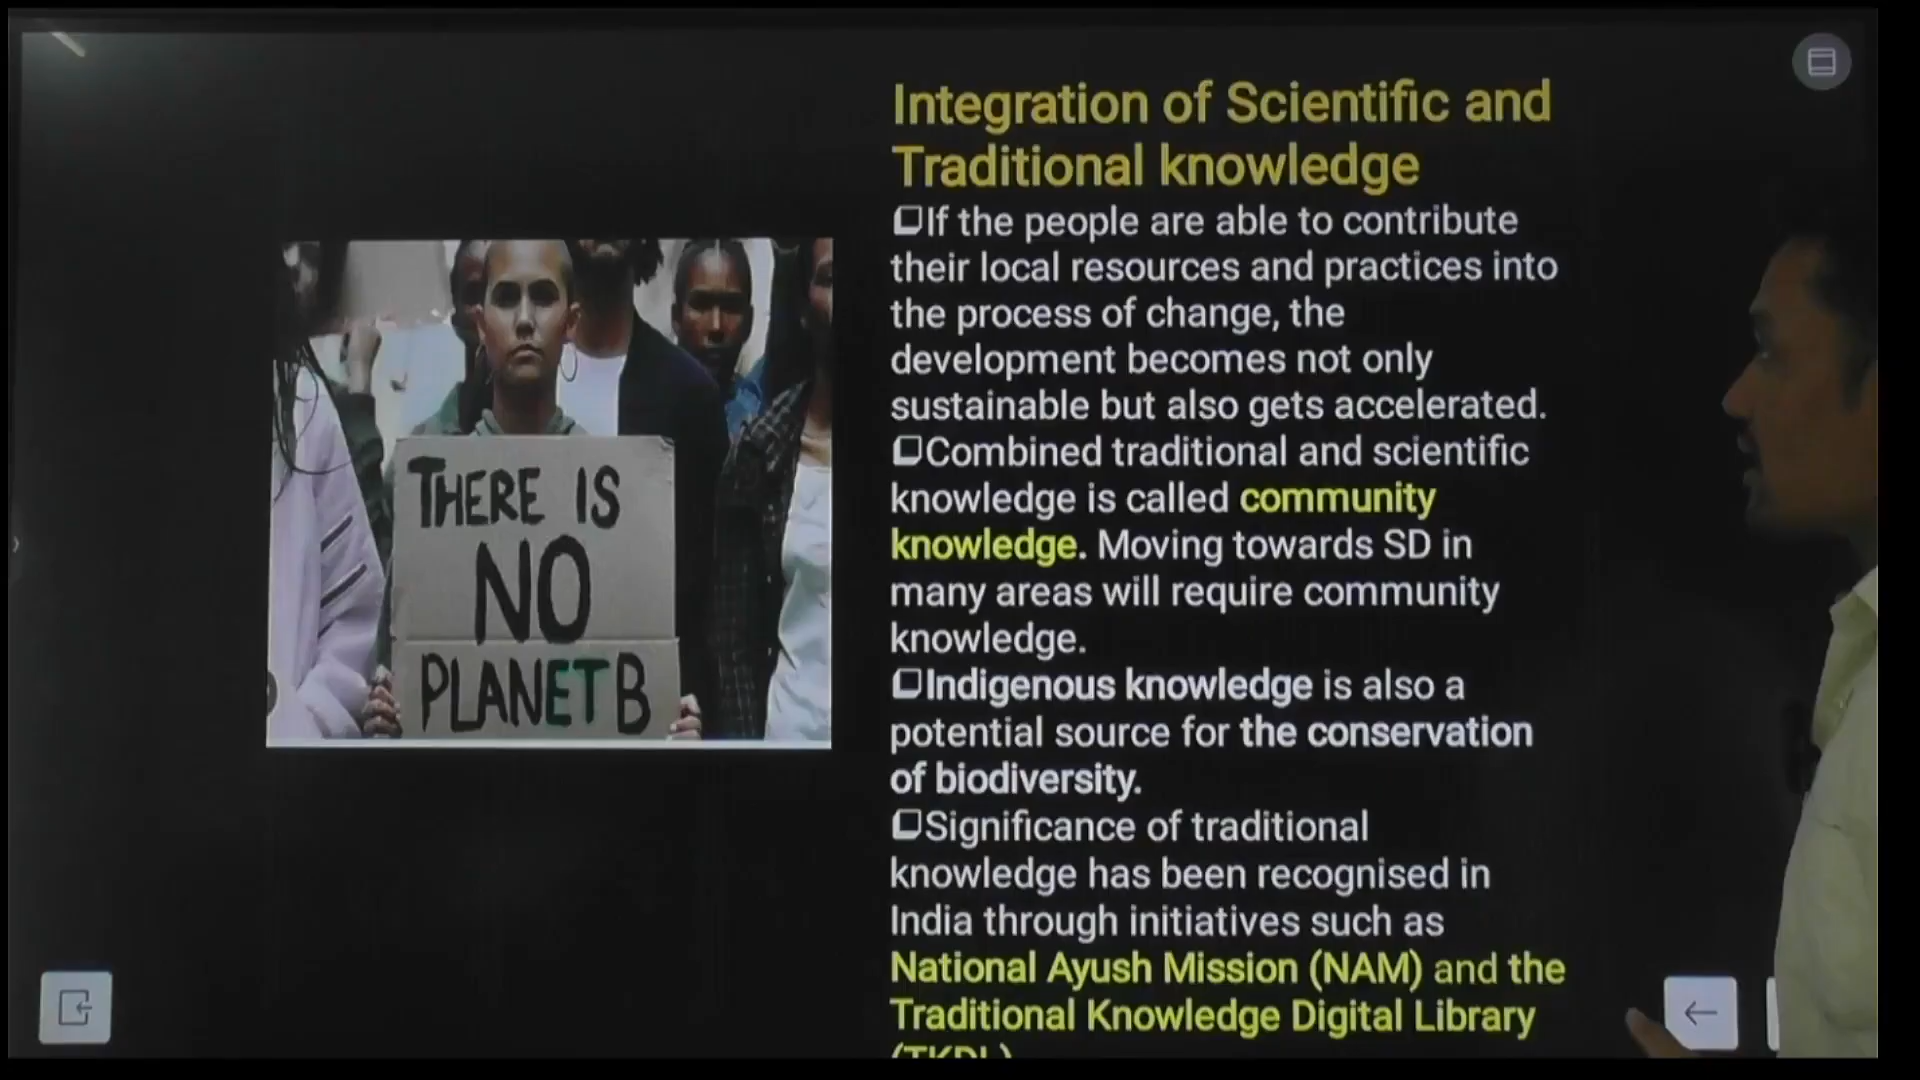 Integration of Scientific and
Traditional knowledge
❑If the people are able to contribute
their local resources and practices into
the process of change, the
development becomes not only
sustainable but also gets accelerated.
❑Combined traditional and scientific
knowledge is called community
knowledge. Moving towards SD in
many areas will require community
knowledge.
❑Indigenous knowledge is also a
potential source for the conservation
of biodiversity.
❑Significance of traditional
knowledge has been recognised in
India through initiatives such as
National Ayush Mission (NAM) and the
Traditional Knowledge Digital Library
(TKDL)
THERE IS
NO
PLANET B